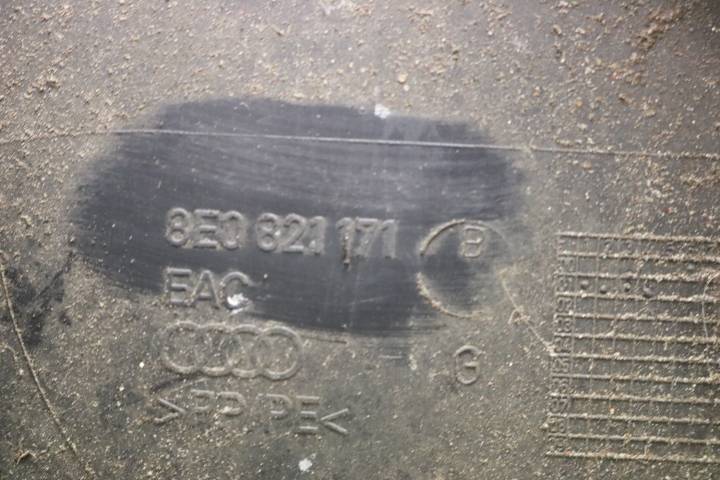 8E0 821 171 B
EAC
G
>PP/PE<